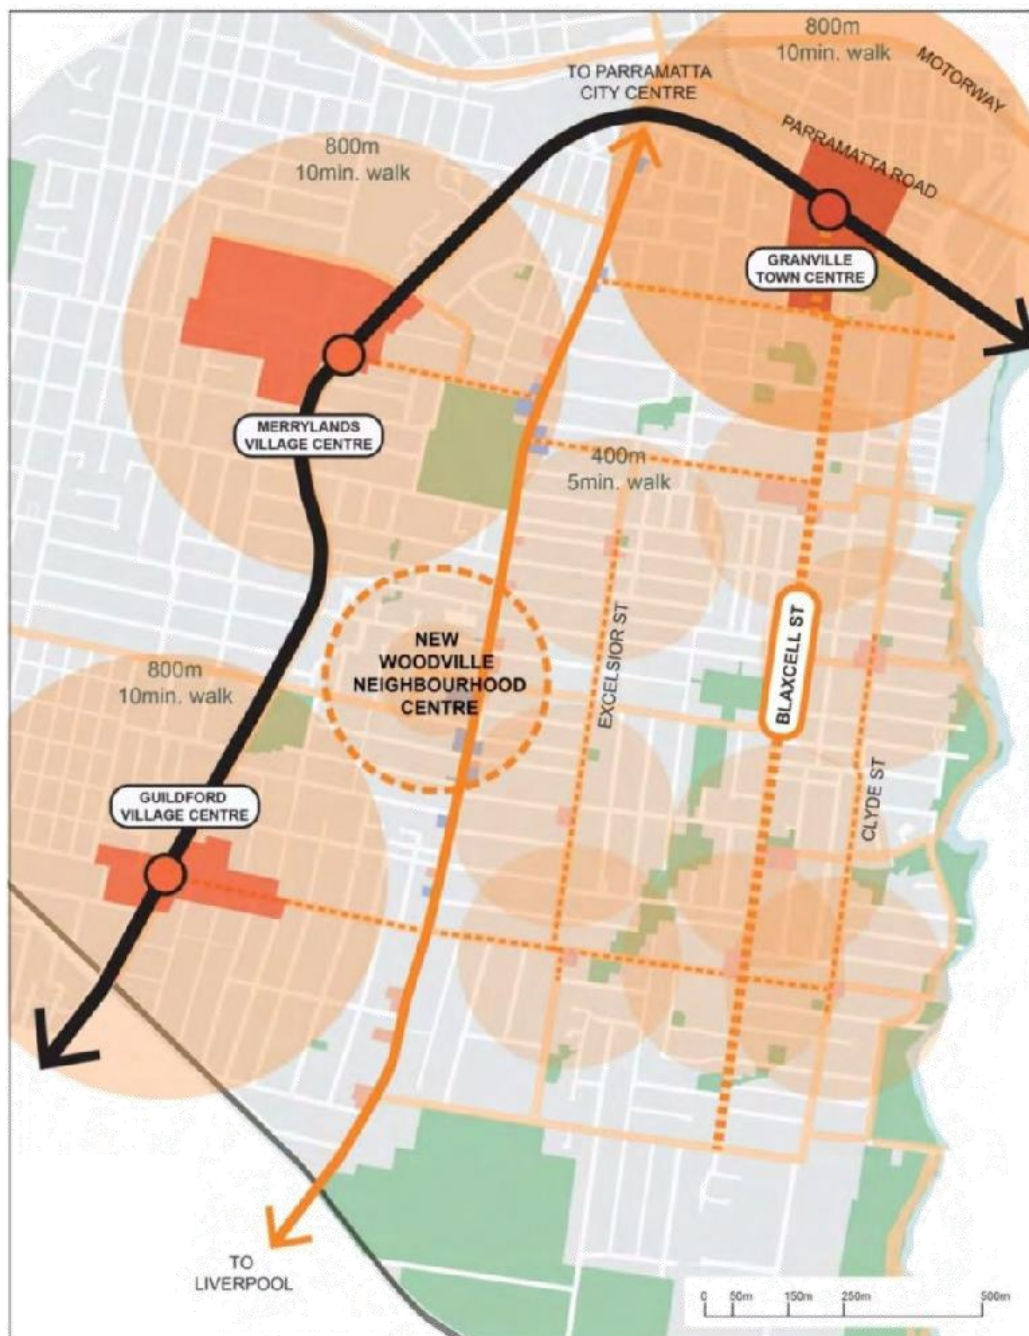 800m
10min. walk
MOTORWAY
TO PARRAMATTA
CITY CENTRE
PARRAMATTA ROAD
800m
10min. walk
GRANVILLE
TOWN CENTRE
MERRYLANDS
VILLAGE CENTRE
400m
5min. walk
NEW
WOODVILLE
NEIGHBOURHOOD
CENTRE
EXCELSIOR ST
BLAXCELL ST
CLYDE ST
800m
10min. walk
GUILDFORD
VILLAGE CENTRE
TO
LIVERPOOL
0 50m 150m 250m 500m